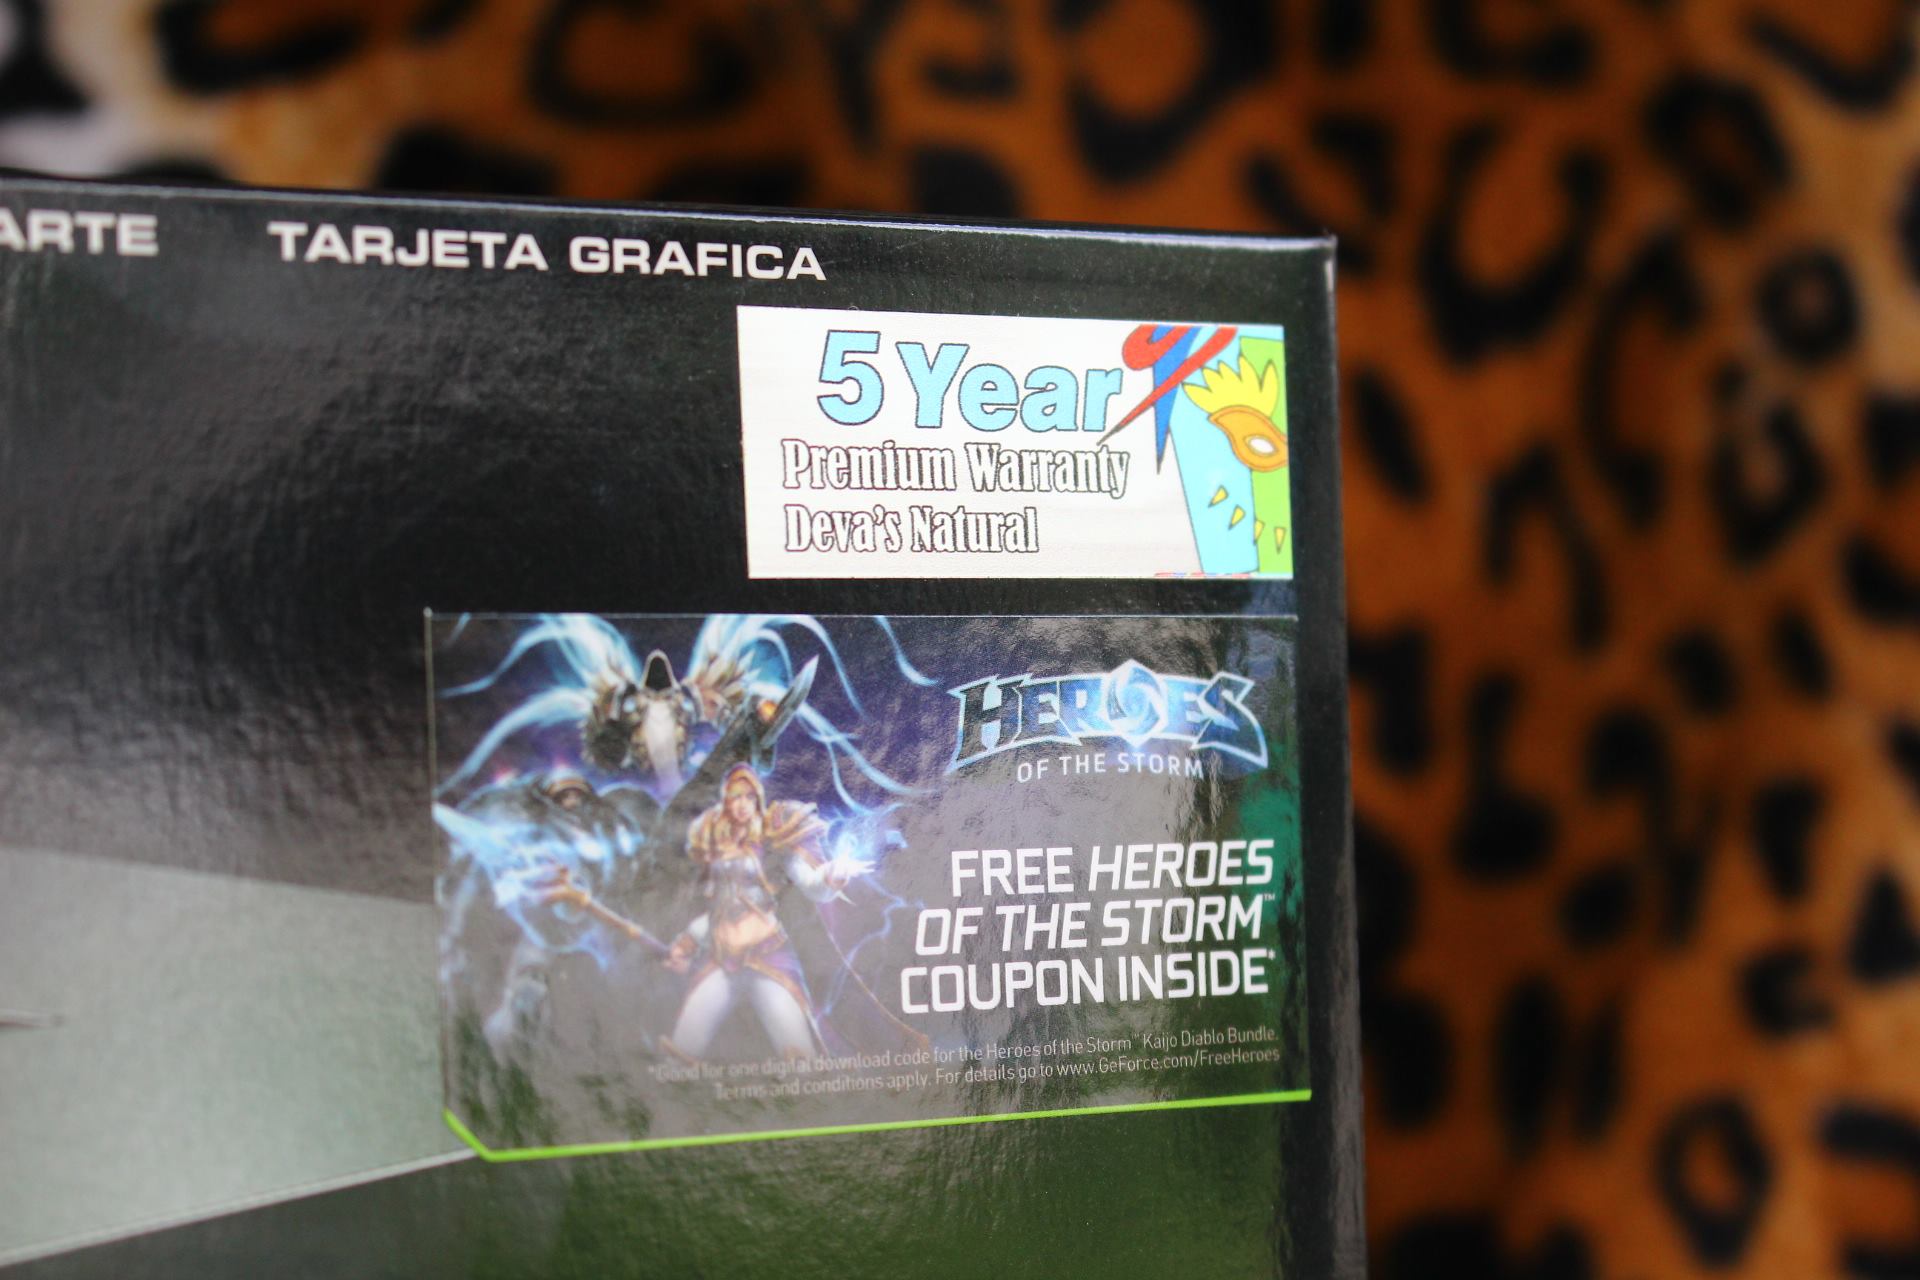 ARTE TARJETA GRAFICA
5 Year
Premium Warranty
Deva's Natural
HEROES
OF THE STORM
FREE HEROES
OF THE STORM™
COUPON INSIDE*
*Good for one digital download code for the Heroes of the Storm™ Kaijo Diablo Bundle.
Terms and conditions apply. For details go to www.GeForce.com/FreeHeroes